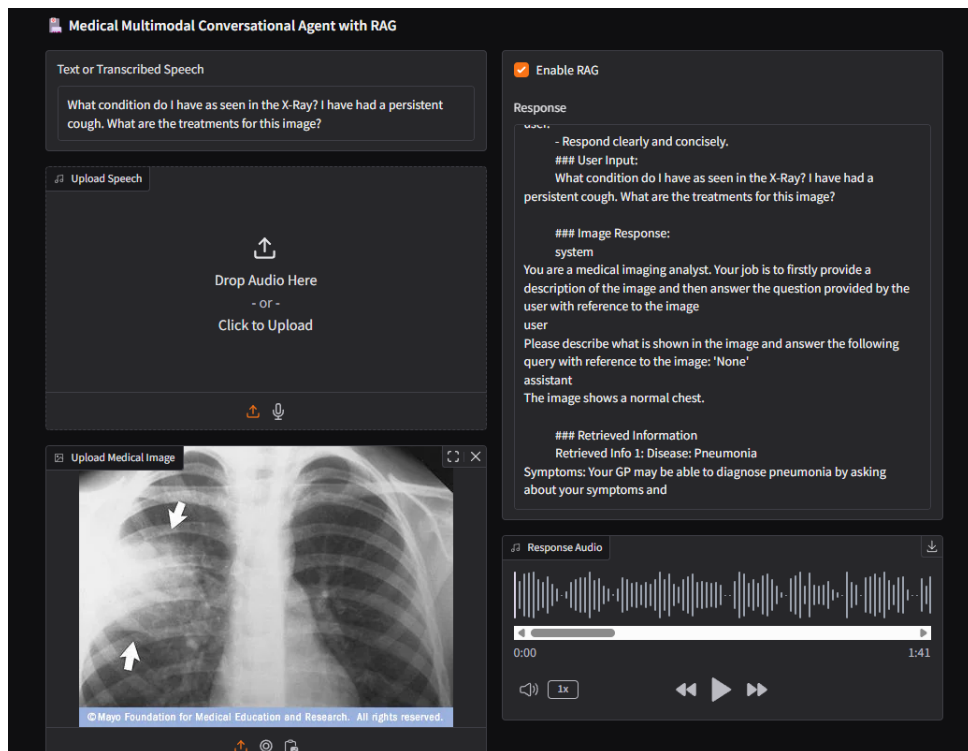 Medical Multimodal Conversational Agent with RAG
Text or Transcribed Speech
What condition do I have as seen in the X-Ray? I have had a persistent
cough. What are the treatments for this image?
Upload Speech
Drop Audio Here
- or -
Click to Upload
Upload Medical Image
©Mayo Foundation for Medical Education and Research. All rights reserved.
Enable RAG
Response
user.
- Respond clearly and concisely.
### User Input:
What condition do I have as seen in the X-Ray? I have had a
persistent cough. What are the treatments for this image?
### Image Response:
system
You are a medical imaging analyst. Your job is to firstly provide a
description of the image and then answer the question provided by the
user with reference to the image
user
Please describe what is shown in the image and answer the following
query with reference to the image: 'None'
assistant
The image shows a normal chest.
### Retrieved Information
Retrieved Info 1: Disease: Pneumonia
Symptoms: Your GP may be able to diagnose pneumonia by asking
about your symptoms and
Response Audio
0:00
1:41
1x